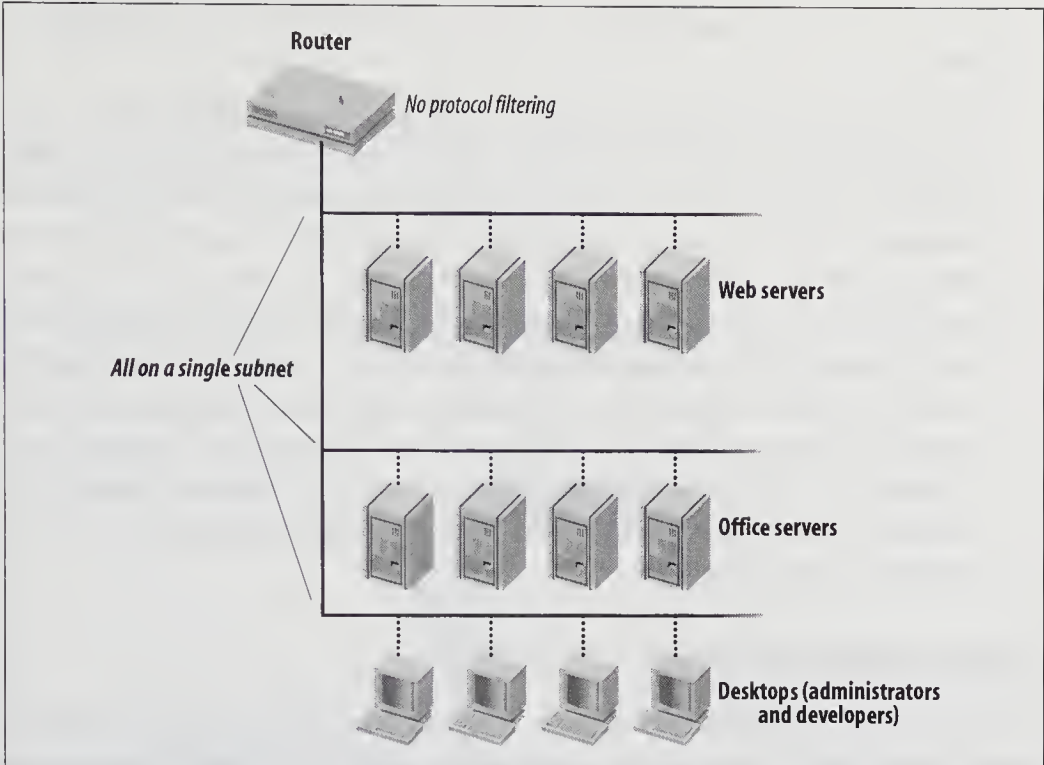 Router
No protocol filtering
Web servers
All on a single subnet
Office servers
Desktops (administrators
and developers)